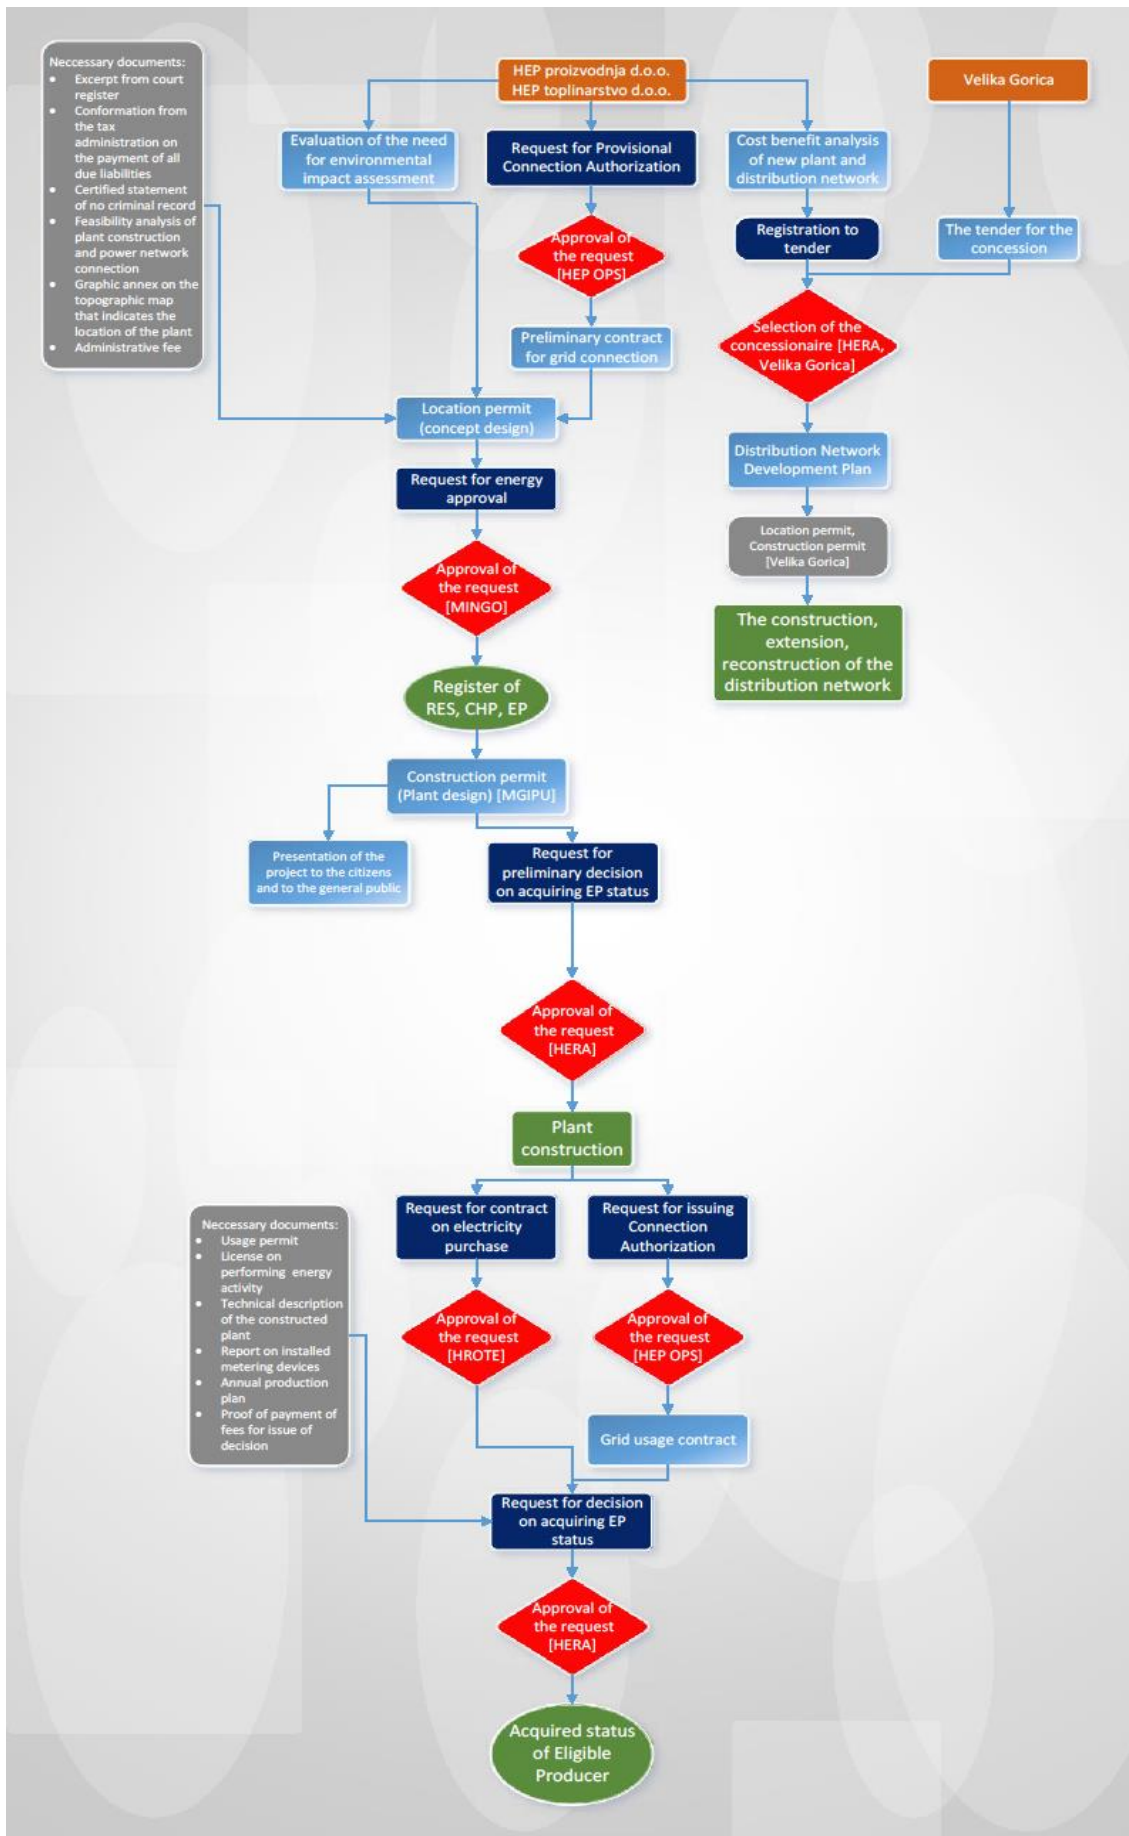 Neccessary documents:
• Excerpt from court
register
• Conformation from
the tax
administration on
the payment of all
due liabilities
• Certified statement
of no criminal record
• Feasibility analysis of
plant construction
and power network
connection
• Graphic annex on the
topographic map
that indicates the
location of the plant
• Administrative fee
HEP proizvodnja d.o.o.
HEP toplinarstvo d.o.o.
Velika Gorica
Evaluation of the need
for environmental
impact assessment
Request for Provisional
Connection Authorization
Cost benefit analysis
of new plant and
distribution network
Approval of
the request
[HEP OPS]
Registration to
tender
The tender for the
concession
Preliminary contract
for grid connection
Selection of the
concessionaire [HERA,
Velika Gorica]
Location permit
(concept design)
Distribution Network
Development Plan
Request for energy
approval
Location permit,
Construction permit
[Velika Gorica]
Approval of
the request
[MINGO]
The construction,
extension,
reconstruction of the
distribution network
Register of
RES, CHP, EP
Construction permit
(Plant design) [MGIPU]
Presentation of the
project to the citizens
and to the general public
Request for
preliminary decision
on acquiring EP status
Approval of
the request
[HERA]
Plant
construction
Request for contract
on electricity
purchase
Request for issuing
Connection
Authorization
Neccessary documents:
• Usage permit
• License on
performing energy
activity
• Technical description
of the constructed
plant
• Report on installed
metering devices
• Annual production
plan
• Proof of payment of
fees for issue of
decision
Approval of
the request
[HROTE]
Approval of
the request
[HEP OPS]
Grid usage contract
Request for decision
on acquiring EP
status
Approval of
the request
[HERA]
Acquired status
of Eligible
Producer